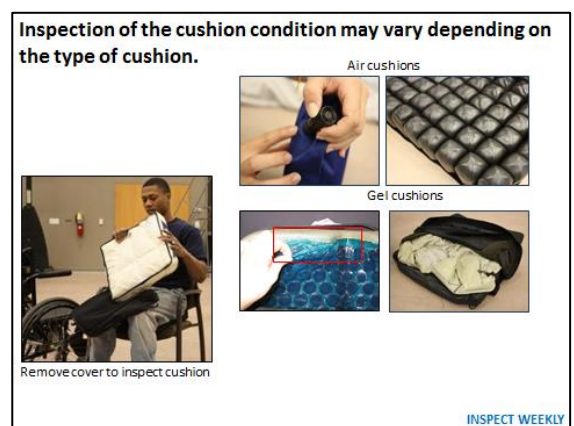 Inspection of the cushion condition may vary depending on
the type of cushion.
Air cushions
Gel cushions
Remove cover to inspect cushion
INSPECT WEEKLY